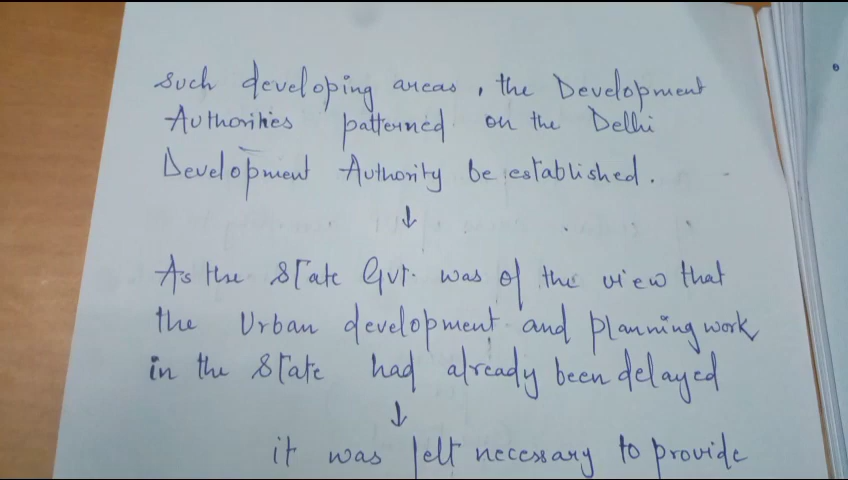 such developing areas, the Development
Authorities patterned on the Delhi
Development Authority be established.
↓
As the State Gvt. was of the view that
the Urban development and planning work
in the State had already been delayed
↓
it was felt necessary to provide